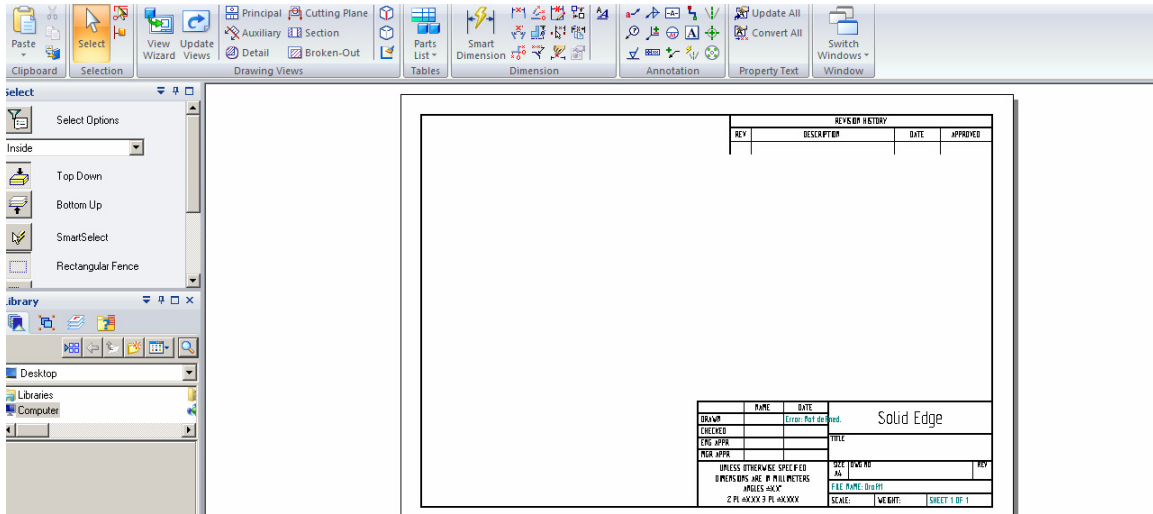 Principal Cutting Plane
Update All
Auxiliary Section
Convert All
Paste Select View Wizard Update Views Detail Broken-Out Parts List Smart Dimension Switch Windows
Clipboard Selection Drawing Views Tables Dimension Annotation Property Text Window
Select
Select Options
Inside
Top Down
Bottom Up
SmartSelect
Rectangular Fence
Library
Desktop
Libraries
Computer
REVISION HISTORY
REV DESCRIPTION DATE APPROVED
NAME DATE
DRAWN Error: Not defined.
Solid Edge
CHECKED
ENG APPR
TITLE
MGR APPR
UNLESS OTHERWISE SPECIFIED
DIMENSIONS ARE IN MILLIMETERS
ANGLES ±X.X°
2 PL ±X.XX 3 PL ±X.XXX
SIZE DWG NO REV
A4
FILE NAME: Draft1
SCALE: WEIGHT: SHEET 1 OF 1